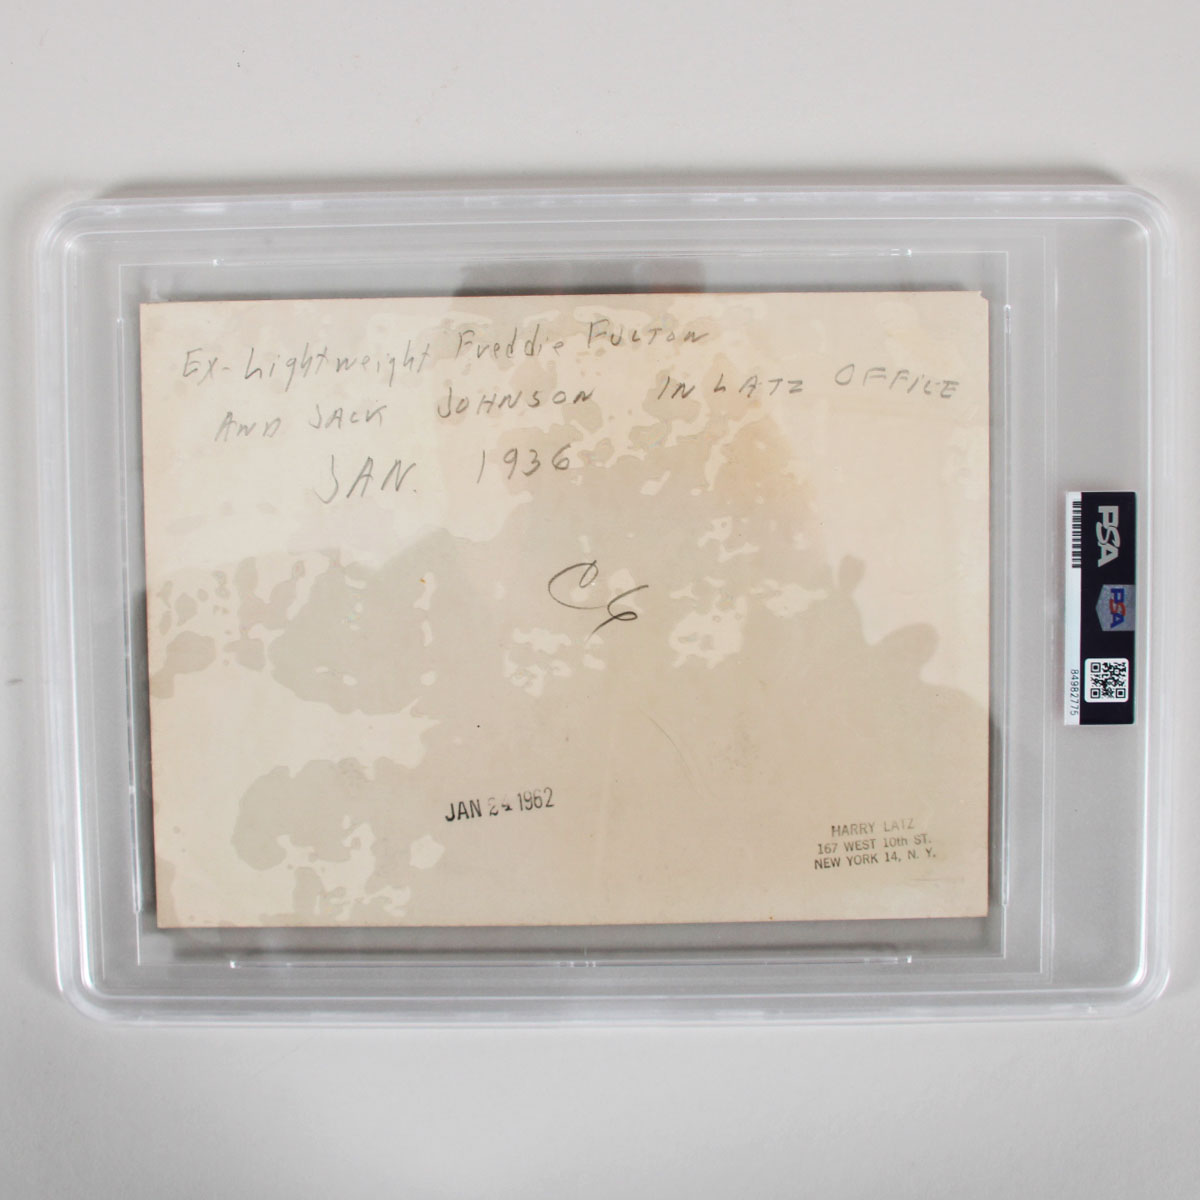 Ex-Lightweight Freddie FULTON
AND JACK JOHNSON IN LATZ OFFICE
JAN. 1936
JAN 24 1962
HARRY LATZ
167 WEST 10th ST.
NEW YORK 14, N. Y.
PSA
PSA
84982775